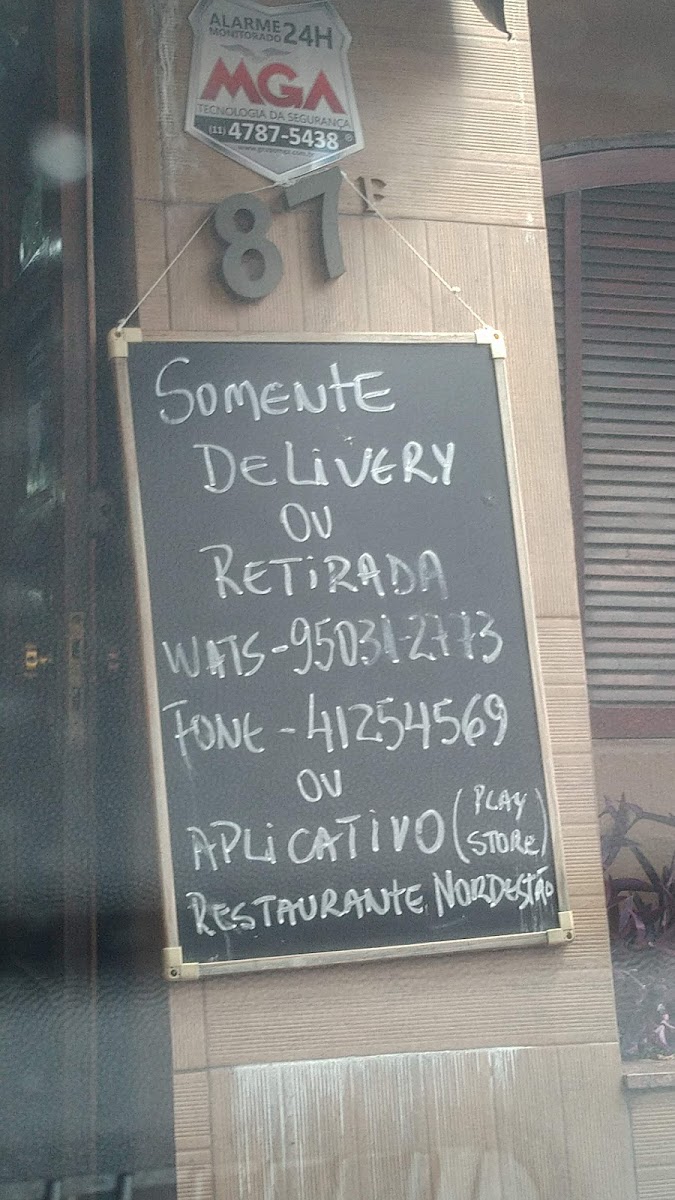 ALARME
MONITORADO 24H
MGA
TECNOLOGIA DA SEGURANÇA
(11) 4787-5438
87
SOMENTE
DELIVERY
OU
RETIRADA
WATS-95031-2773
FONE-41254569
OU
APLICATIVO (PLAY STORE)
RESTAURANTE NORDESTÃO